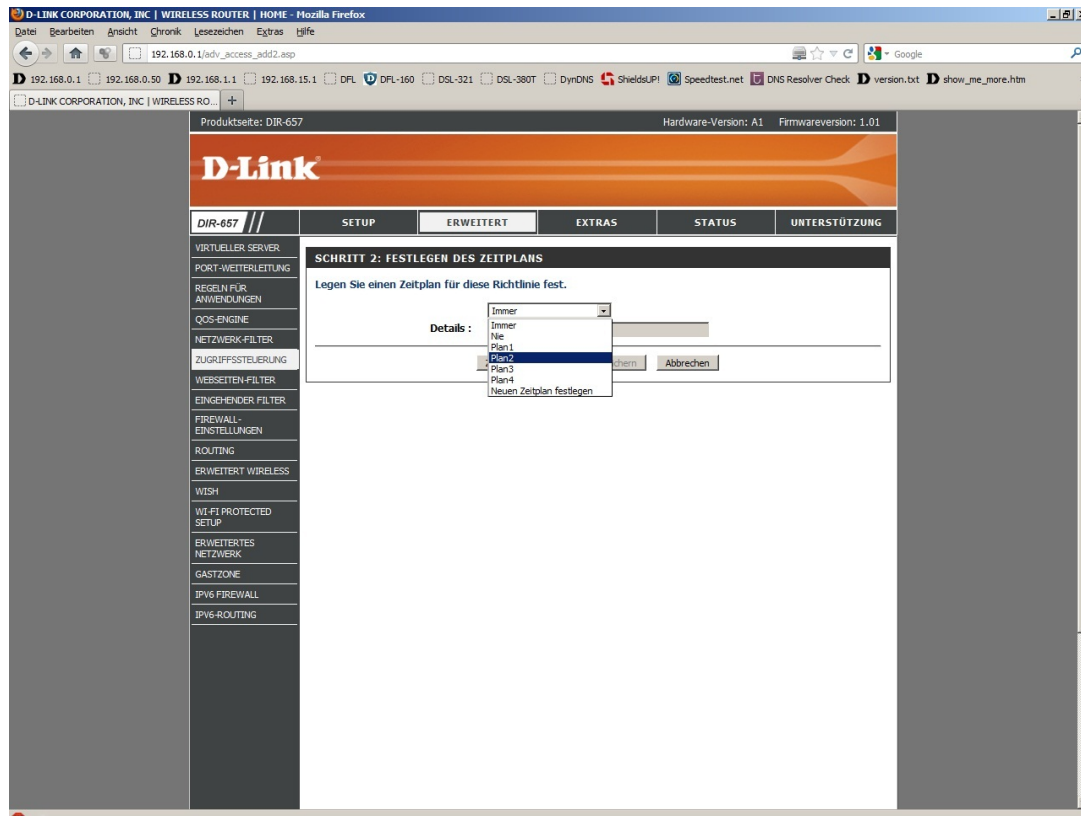 D-LINK CORPORATION, INC | WIRELESS ROUTER | HOME - Mozilla Firefox
Datei Bearbeiten Ansicht Chronik Lesezeichen Extras Hilfe
192.168.0.1/adv_access_add2.asp Google
192.168.0.1 192.168.0.50 192.168.1.1 192.168.15.1 DFL DFL-160 DSL-321 DSL-380T DynDNS ShieldsUP! Speedtest.net DNS Resolver Check version.txt show_me_more.htm
D-LINK CORPORATION, INC | WIRELESS RO... +
Produktseite: DIR-657 Hardware-Version: A1 Firmwareversion: 1.01
D-Link
DIR-657 SETUP ERWEITERT EXTRAS STATUS UNTERSTÜTZUNG
VIRTUELLER SERVER
PORT-WEITERLEITUNG
REGELN FÜR
ANWENDUNGEN
QOS-ENGINE
NETZWERK-FILTER
ZUGRIFFSSTEUERUNG
WEBSEITEN-FILTER
EINGEHENDER FILTER
FIREWALL-
EINSTELLUNGEN
ROUTING
ERWEITERT WIRELESS
WISH
WI-FI PROTECTED
SETUP
ERWEITERTES
NETZWERK
GASTZONE
IPV6 FIREWALL
IPV6-ROUTING
SCHRITT 2: FESTLEGEN DES ZEITPLANS
Legen Sie einen Zeitplan für diese Richtlinie fest.
Immer
Details :
Immer
Nie
Plan1
Plan2
Plan3
Plan4
Neuen Zeitplan festlegen
Abbrechen